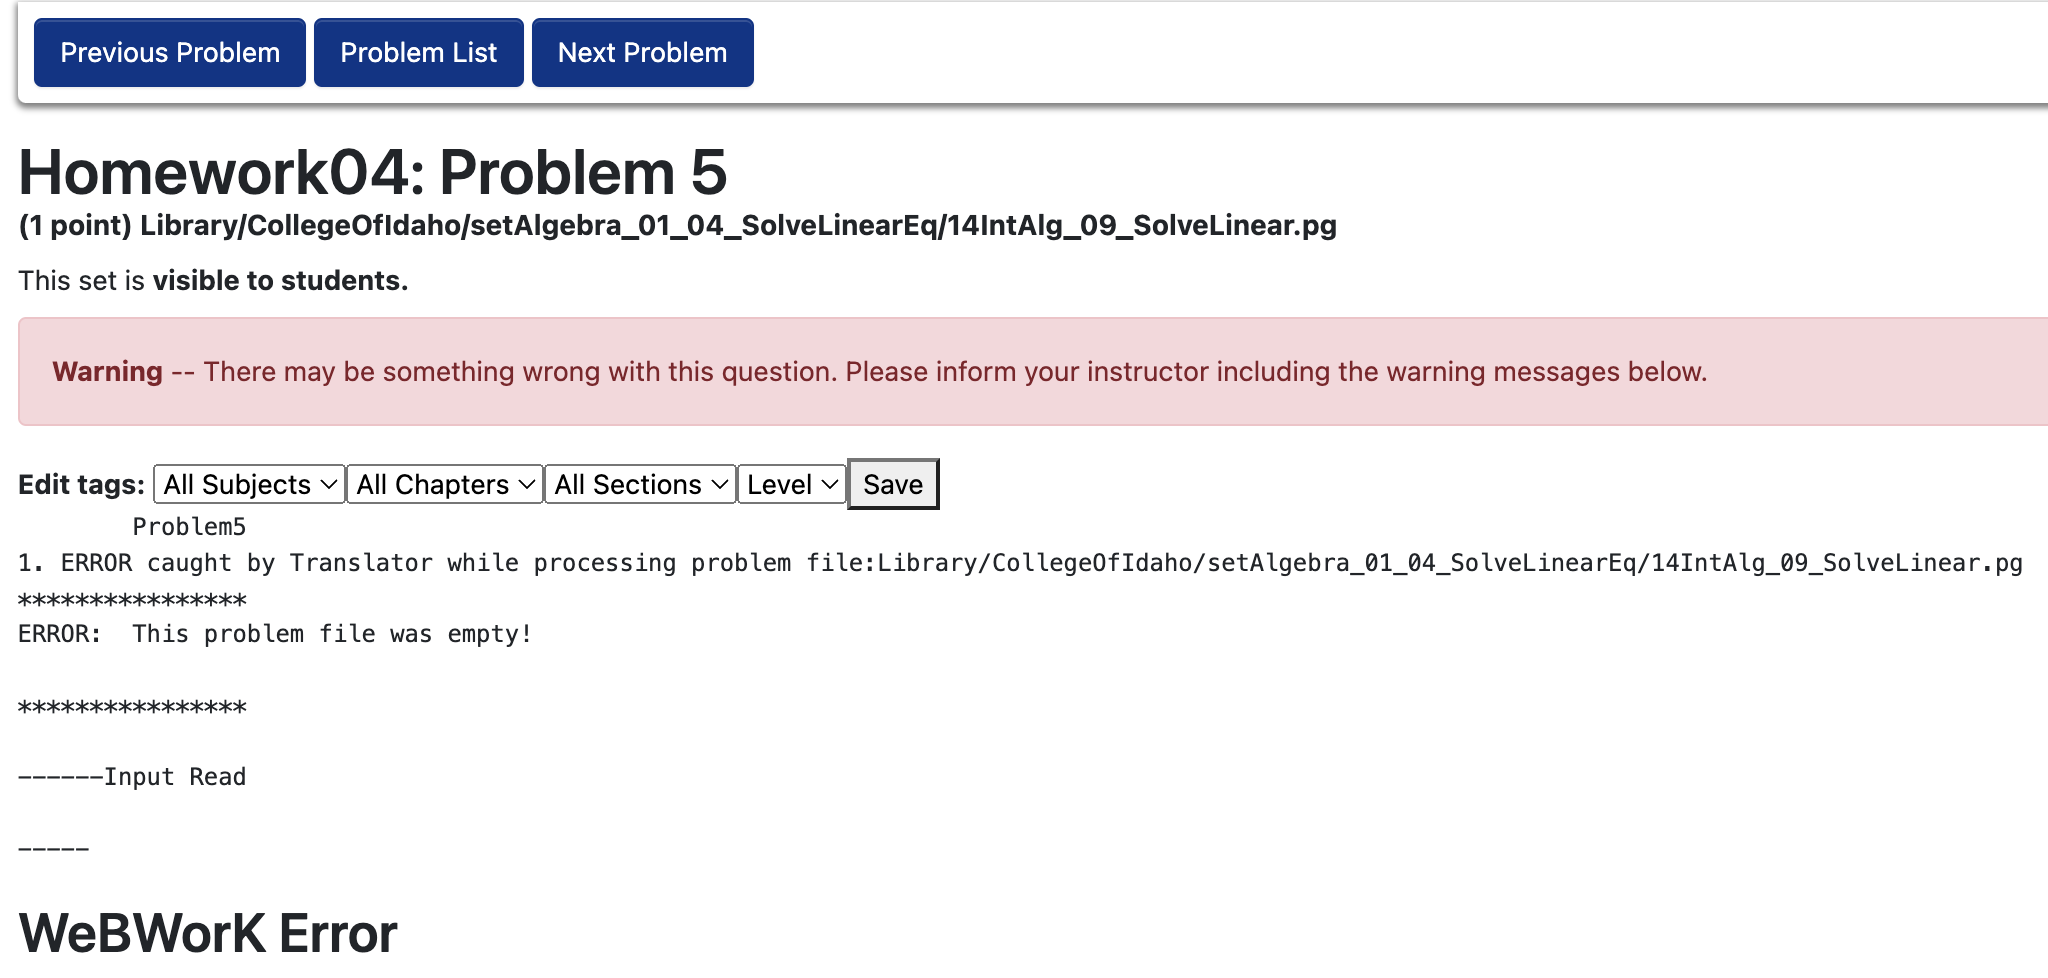 Previous Problem Problem List Next Problem
Homework04: Problem 5
(1 point) Library/CollegeOfIdaho/setAlgebra_01_04_SolveLinearEq/14IntAlg_09_SolveLinear.pg
This set is visible to students.
Warning -- There may be something wrong with this question. Please inform your instructor including the warning messages below.
Edit tags: All Subjects All Chapters All Sections Level Save
Problem5
1. ERROR caught by Translator while processing problem file:Library/CollegeOfIdaho/setAlgebra_01_04_SolveLinearEq/14IntAlg_09_SolveLinear.pg
****************
ERROR:  This problem file was empty!
****************
------Input Read
-----
WeBWorK Error